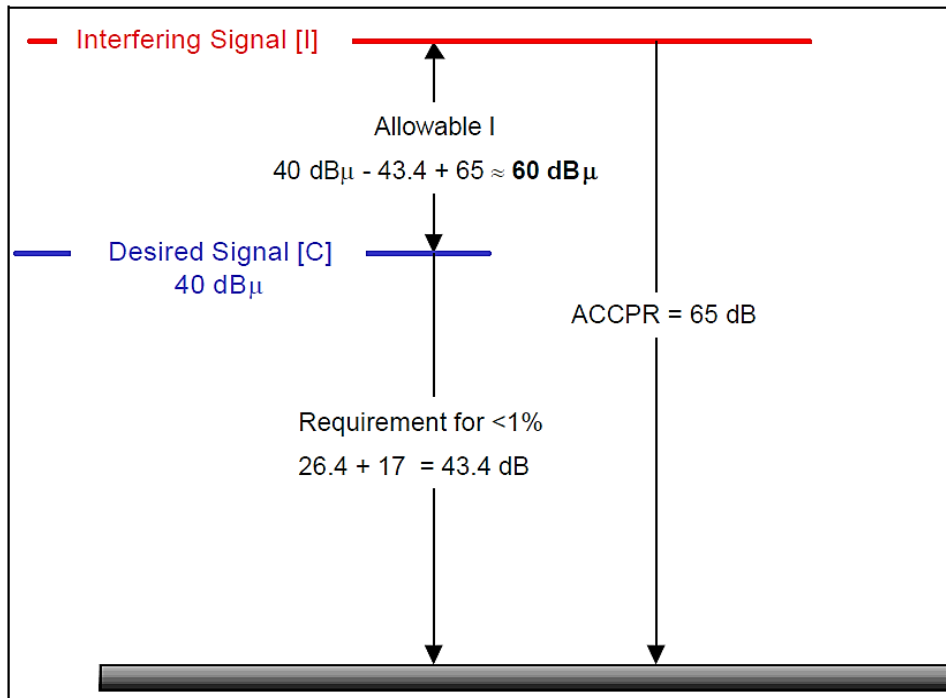 Interfering Signal [I]
Allowable I
40 dBμ - 43.4 + 65 ≈ 60 dBμ
Desired Signal [C]
40 dBμ
ACCPR = 65 dB
Requirement for <1%
26.4 + 17 = 43.4 dB